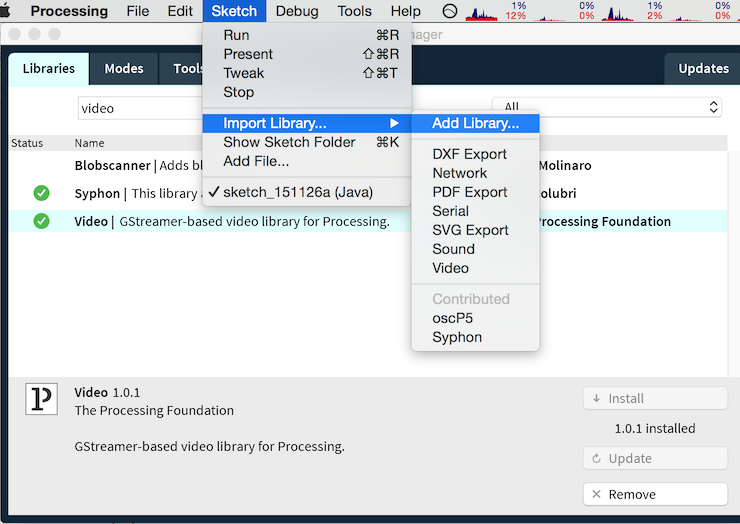 Processing File Edit Sketch Debug Tools Help 1% 12% 0% 0% 1% 2% 0% 0%
ager
Libraries Modes Tools Updates
Run ⌘R
Present ⇧⌘R
Tweak ⇧⌘T
Stop
Import Library... ▶
Show Sketch Folder ⌘K
Add File...
✓ sketch_151126a (Java)
Add Library...
DXF Export
Network
PDF Export
Serial
SVG Export
Sound
Video
Contributed
oscP5
Syphon
video All
Status Name
Blobscanner | Adds bl Molinaro
Syphon | This library a olubri
Video | GStreamer-based video library for Processing. rocessing Foundation
Video 1.0.1
The Processing Foundation
GStreamer-based video library for Processing.
Install
1.0.1 installed
Update
Remove